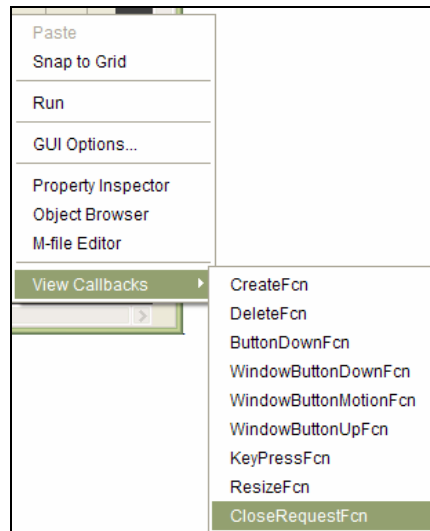 Paste
Snap to Grid
Run
GUI Options...
Property Inspector
Object Browser
M-file Editor
View Callbacks
CreateFcn
DeleteFcn
ButtonDownFcn
WindowButtonDownFcn
WindowButtonMotionFcn
WindowButtonUpFcn
KeyPressFcn
ResizeFcn
CloseRequestFcn